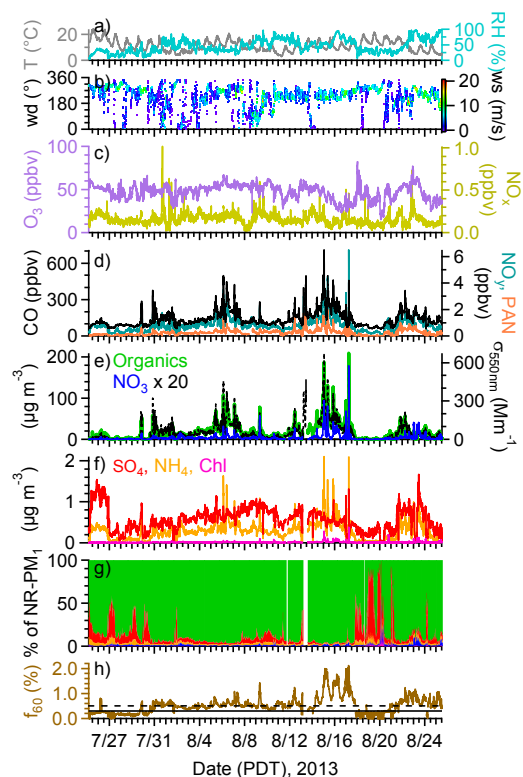 a)
T (°C)
20
0
100
50
0
RH (%)
b)
wd (°)
360
180
0
20
10
0
ws (m/s)
c)
O3 (ppbv)
100
50
0
1.0
0.5
0.0
NOx (ppbv)
d)
CO (ppbv)
600
300
0
6
4
2
0
NOy, PAN (ppbv)
e)
Organics
NO3 x 20
(µg m-3)
200
100
0
600
300
0
σ550nm (Mm-1)
f)
SO4, NH4, Chl
(µg m-3)
2
1
0
g)
% of NR-PM1
100
50
0
h)
f60 (%)
2.0
1.0
0.0
7/27 7/31 8/4 8/8 8/12 8/16 8/20 8/24
Date (PDT), 2013